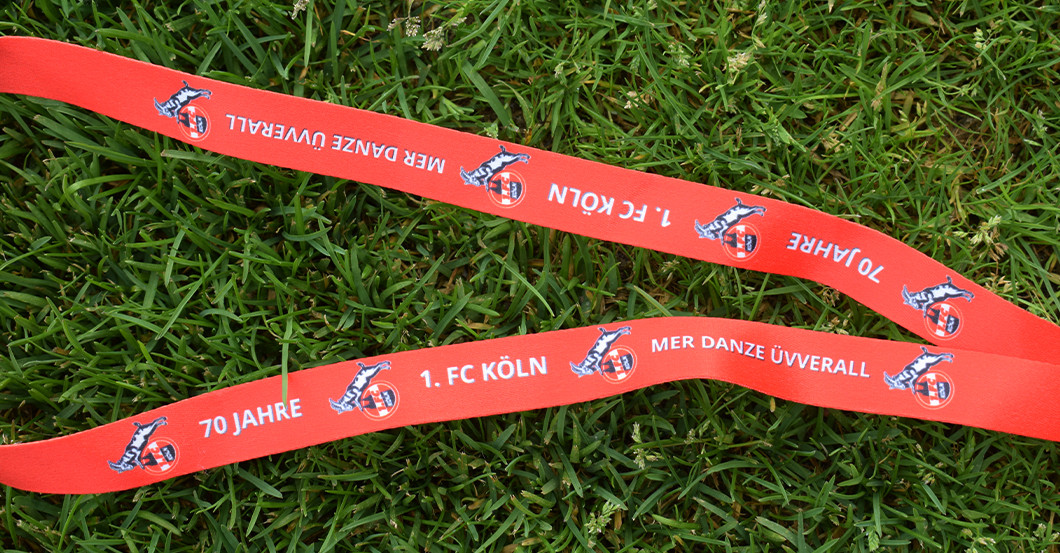 MER DANZE ÜVVERALL
1. FC KÖLN
70 JAHRE
70 JAHRE
1. FC KÖLN
MER DANZE ÜVVERALL